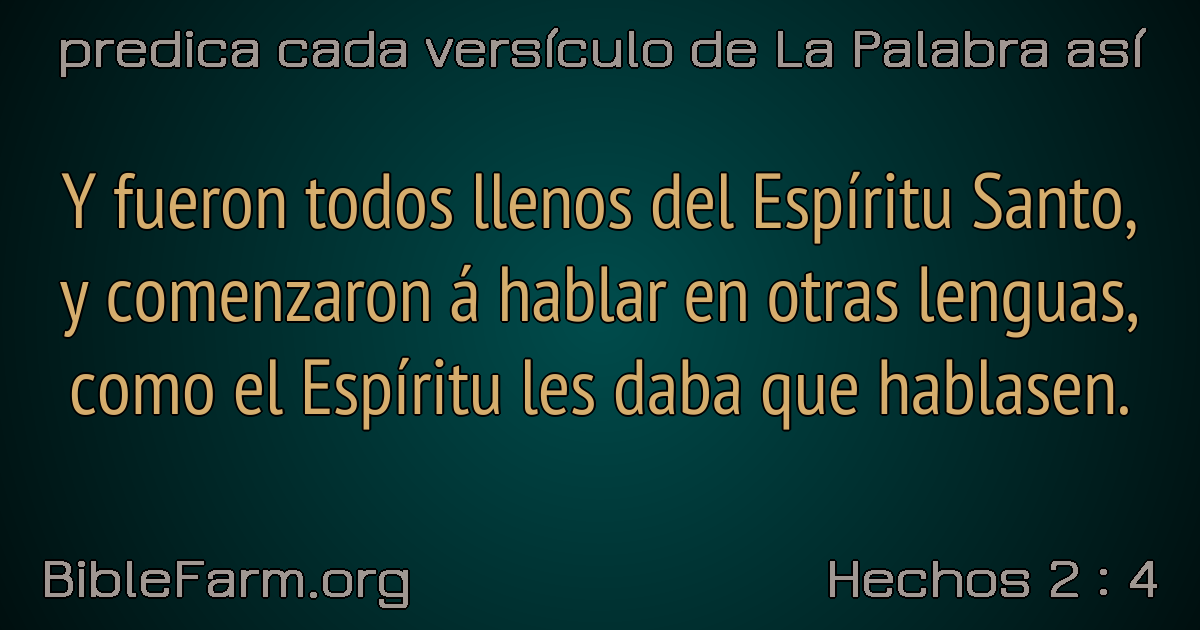 predica cada versículo de La Palabra así
Y fueron todos llenos del Espíritu Santo,
y comenzaron á hablar en otras lenguas,
como el Espíritu les daba que hablasen.
BibleFarm.org
Hechos 2 : 4